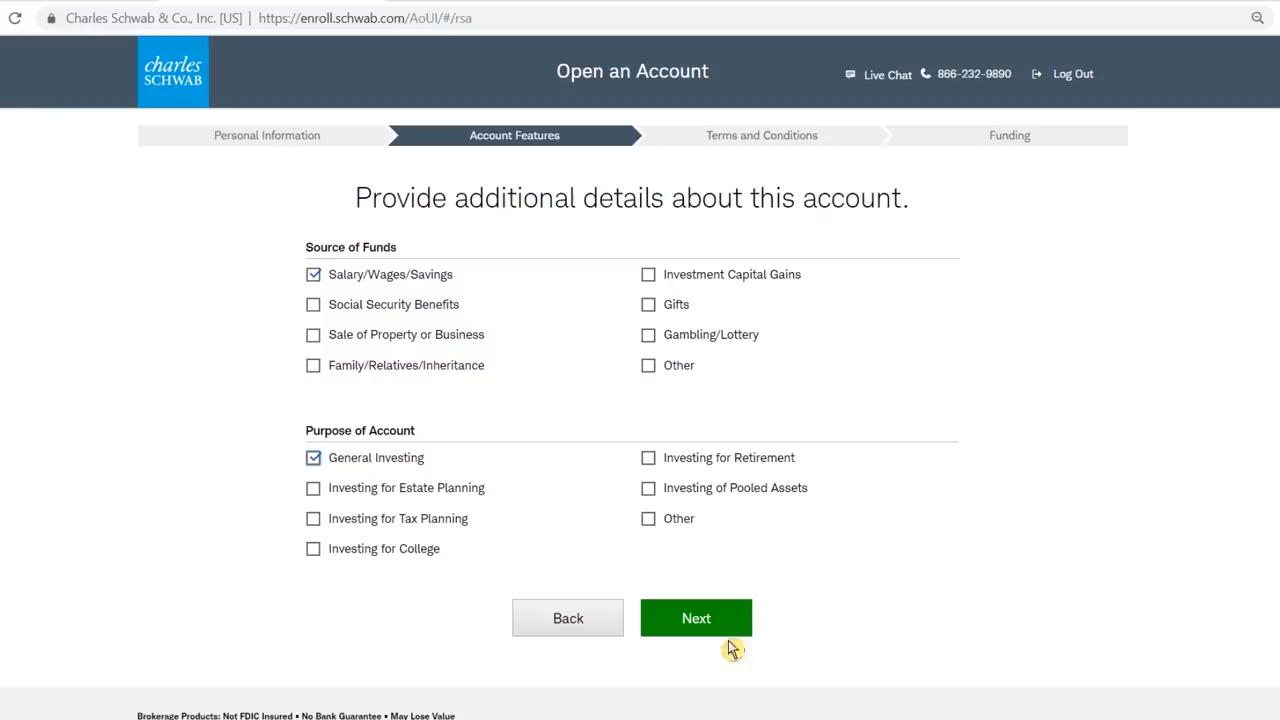 Charles Schwab & Co., Inc. [US] | https://enroll.schwab.com/AoUI/#/rsa
charles
SCHWAB
Open an Account
Live Chat 866-232-9890 Log Out
Personal Information Account Features Terms and Conditions Funding
Provide additional details about this account.
Source of Funds
Salary/Wages/Savings Investment Capital Gains
Social Security Benefits Gifts
Sale of Property or Business Gambling/Lottery
Family/Relatives/Inheritance Other
Purpose of Account
General Investing Investing for Retirement
Investing for Estate Planning Investing of Pooled Assets
Investing for Tax Planning Other
Investing for College
Back Next
Brokerage Products: Not FDIC Insured • No Bank Guarantee • May Lose Value